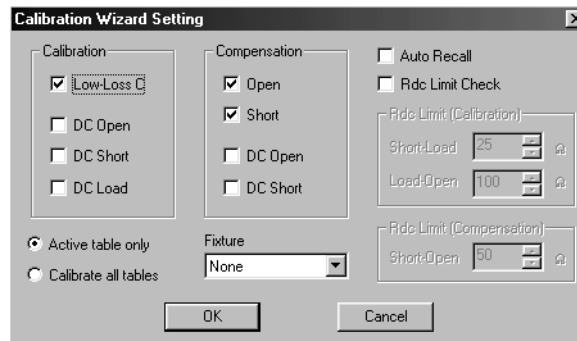 Calibration Wizard Setting
Calibration
Low-Loss C
DC Open
DC Short
DC Load
Active table only
Calibrate all tables
Compensation
Open
Short
DC Open
DC Short
Fixture
None
Auto Recall
Rdc Limit Check
Rdc Limit (Calibration)
Short-Load 25 Ω
Load-Open 100 Ω
Rdc Limit (Compensation)
Short-Open 50 Ω
OK
Cancel